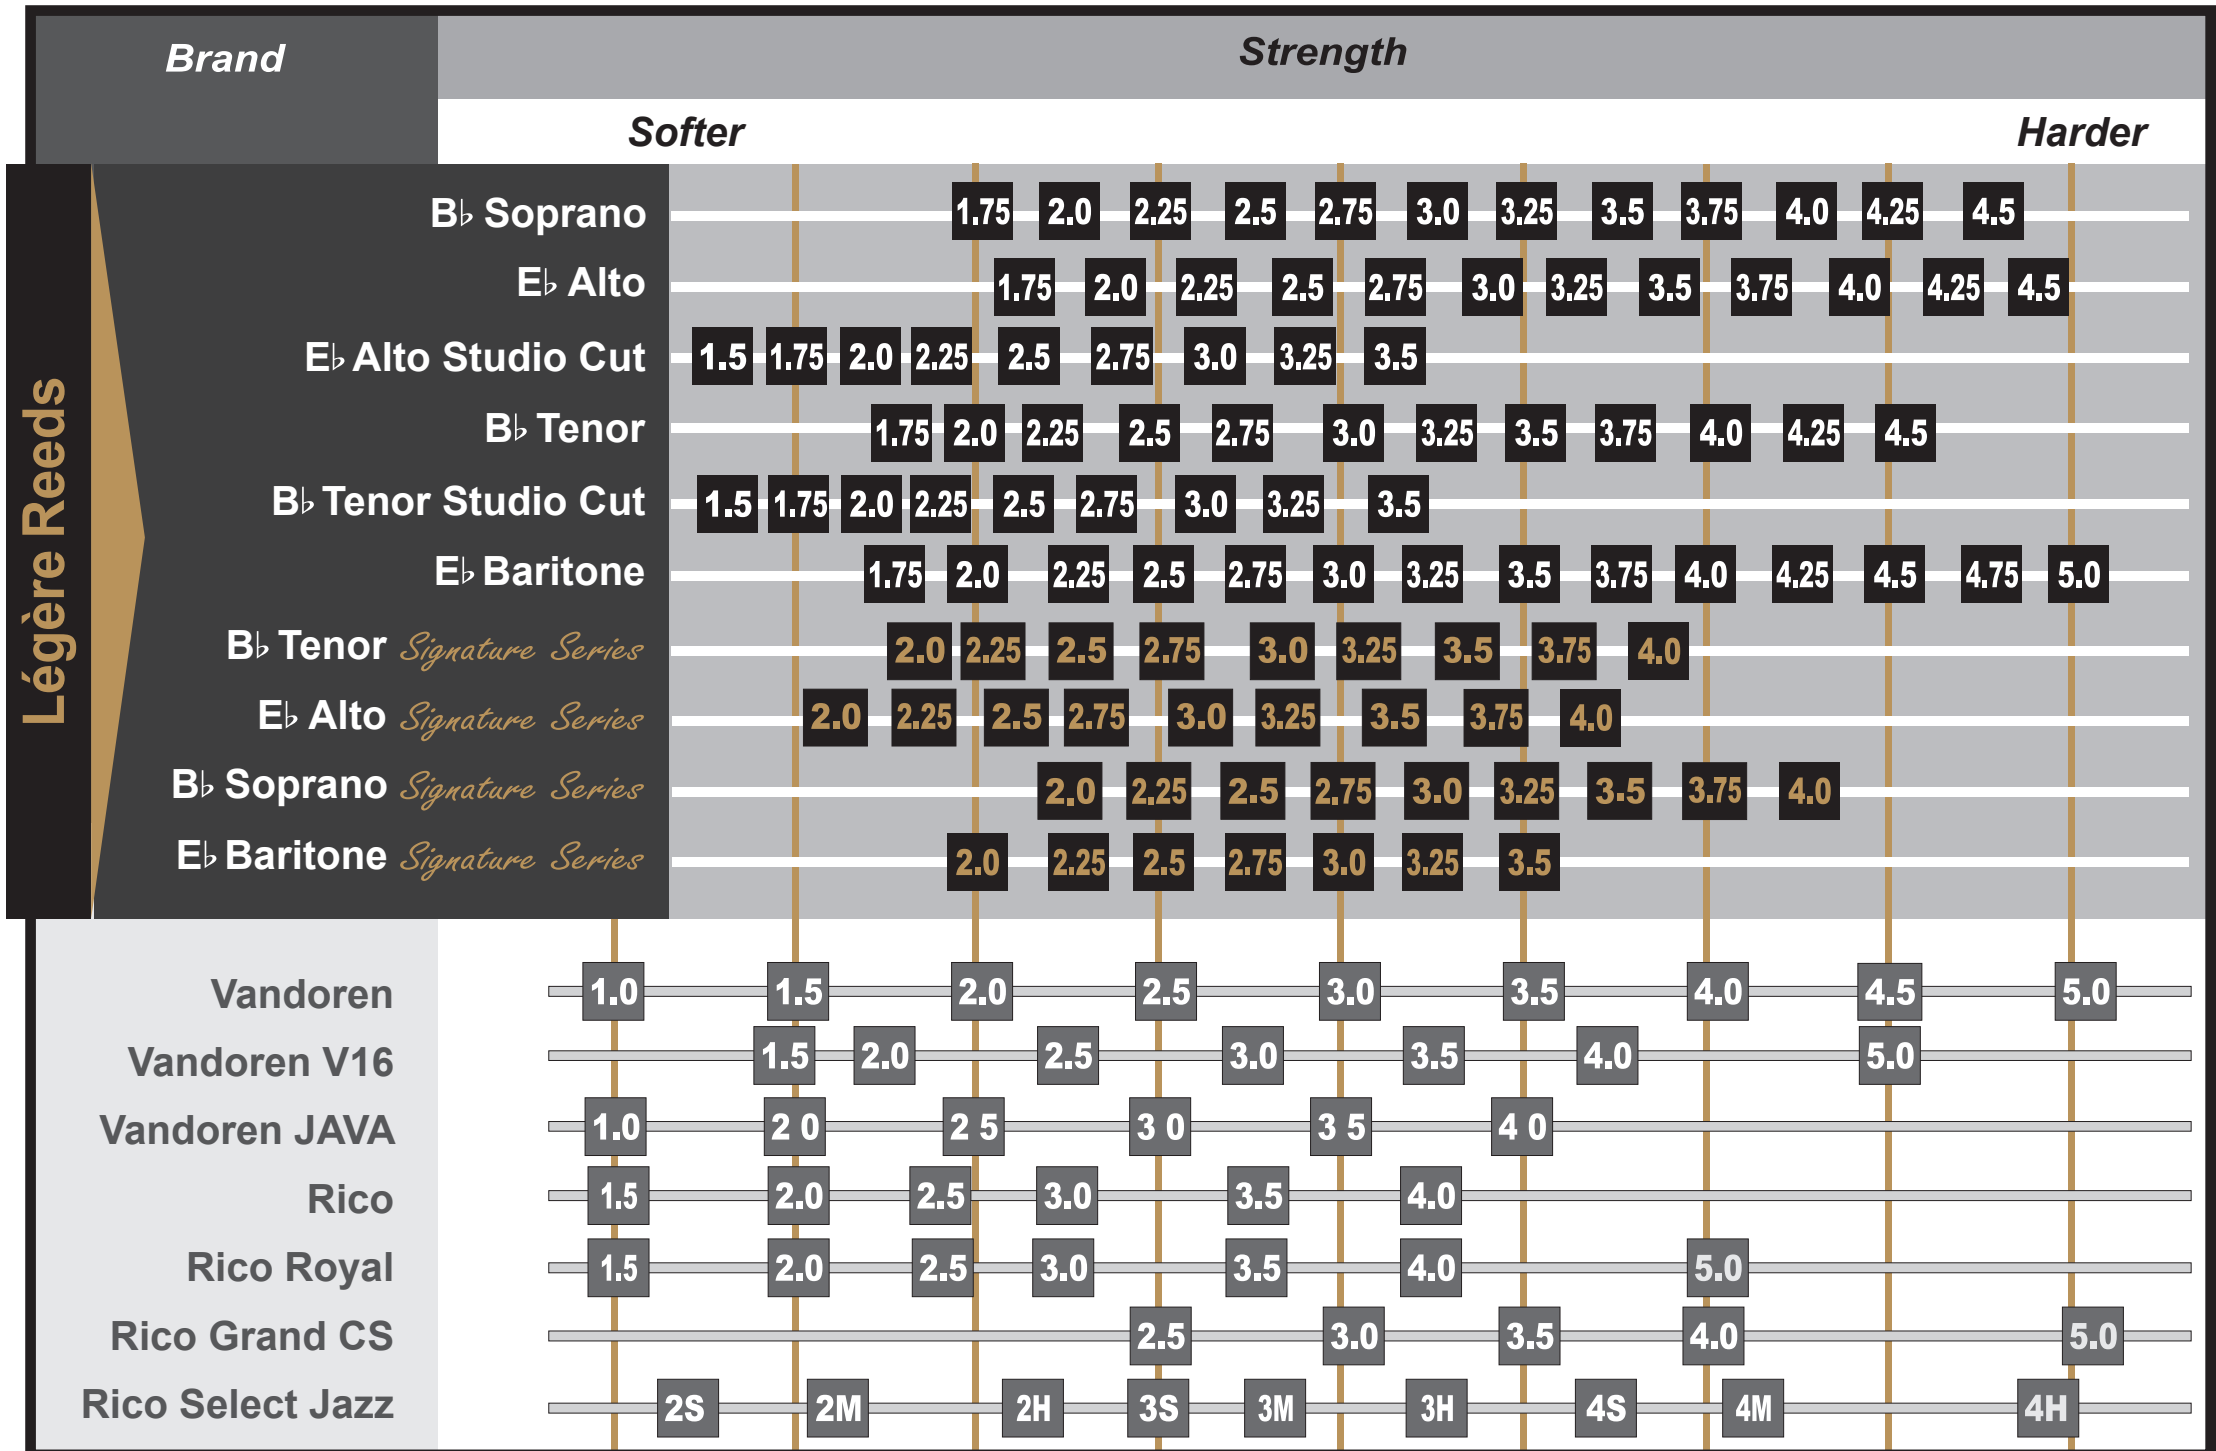 Brand
Strength
Softer Harder
Légère Reeds
B♭ Soprano 1.75 2.0 2.25 2.5 2.75 3.0 3.25 3.5 3.75 4.0 4.25 4.5
E♭ Alto 1.75 2.0 2.25 2.5 2.75 3.0 3.25 3.5 3.75 4.0 4.25 4.5
E♭ Alto Studio Cut 1.5 1.75 2.0 2.25 2.5 2.75 3.0 3.25 3.5
B♭ Tenor 1.75 2.0 2.25 2.5 2.75 3.0 3.25 3.5 3.75 4.0 4.25 4.5
B♭ Tenor Studio Cut 1.5 1.75 2.0 2.25 2.5 2.75 3.0 3.25 3.5
E♭ Baritone 1.75 2.0 2.25 2.5 2.75 3.0 3.25 3.5 3.75 4.0 4.25 4.5 4.75 5.0
B♭ Tenor Signature Series 2.0 2.25 2.5 2.75 3.0 3.25 3.5 3.75 4.0
E♭ Alto Signature Series 2.0 2.25 2.5 2.75 3.0 3.25 3.5 3.75 4.0
B♭ Soprano Signature Series 2.0 2.25 2.5 2.75 3.0 3.25 3.5 3.75 4.0
E♭ Baritone Signature Series 2.0 2.25 2.5 2.75 3.0 3.25 3.5
Vandoren 1.0 1.5 2.0 2.5 3.0 3.5 4.0 4.5 5.0
Vandoren V16 1.5 2.0 2.5 3.0 3.5 4.0 5.0
Vandoren JAVA 1.0 2 0 2 5 3 0 3 5 4 0
Rico 1.5 2.0 2.5 3.0 3.5 4.0
Rico Royal 1.5 2.0 2.5 3.0 3.5 4.0 5.0
Rico Grand CS 2.5 3.0 3.5 4.0 5.0
Rico Select Jazz 2S 2M 2H 3S 3M 3H 4S 4M 4H